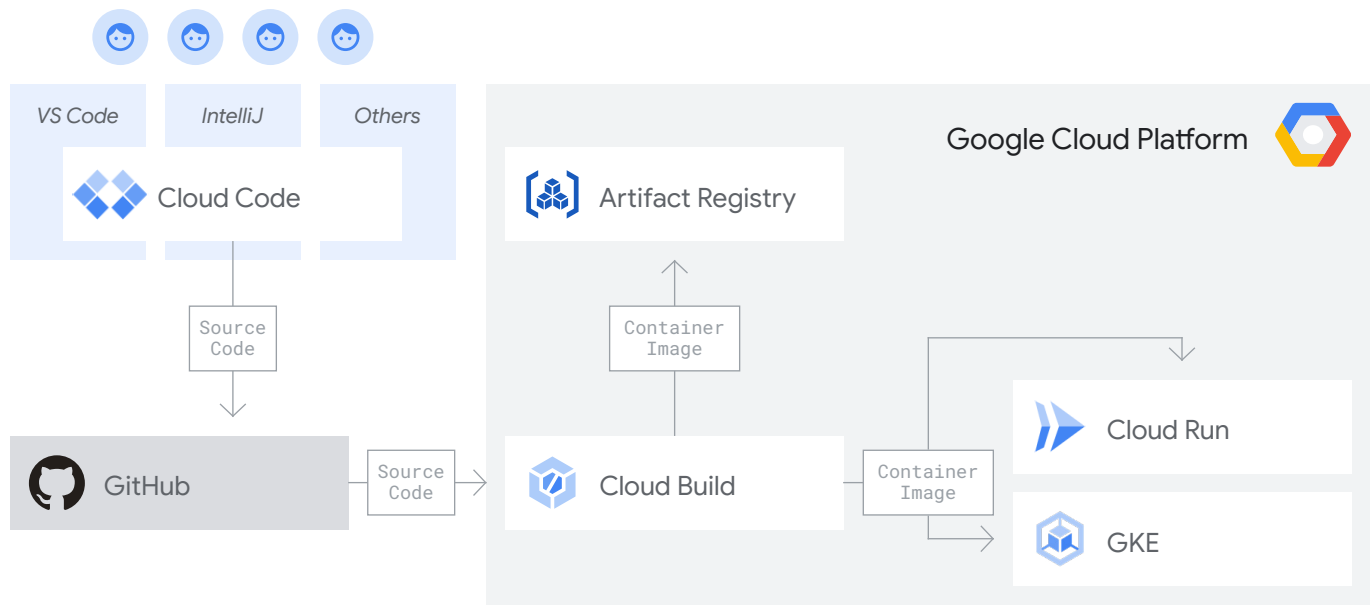 VS Code
IntelliJ
Others
Google Cloud Platform
Cloud Code
Artifact Registry
Source
Code
Container
Image
Cloud Run
GitHub
Source
Code
Cloud Build
Container
Image
GKE